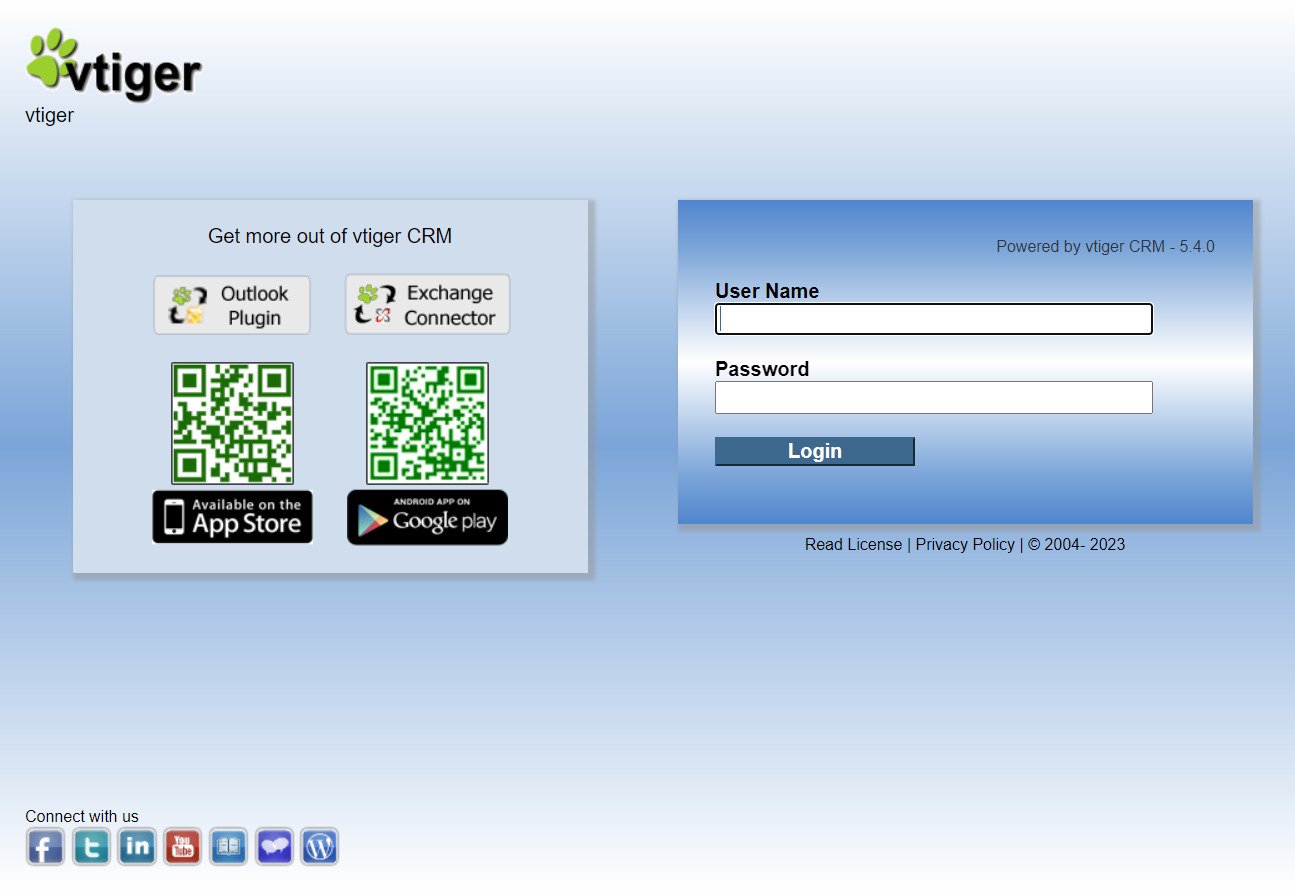 vtiger
vtiger
Get more out of vtiger CRM
Outlook
Plugin
Exchange
Connector
Available on the
App Store
ANDROID APP ON
Google play
Powered by vtiger CRM - 5.4.0
User Name
Password
Login
Read License | Privacy Policy | © 2004- 2023
Connect with us
f
t
in
You
Tube
W